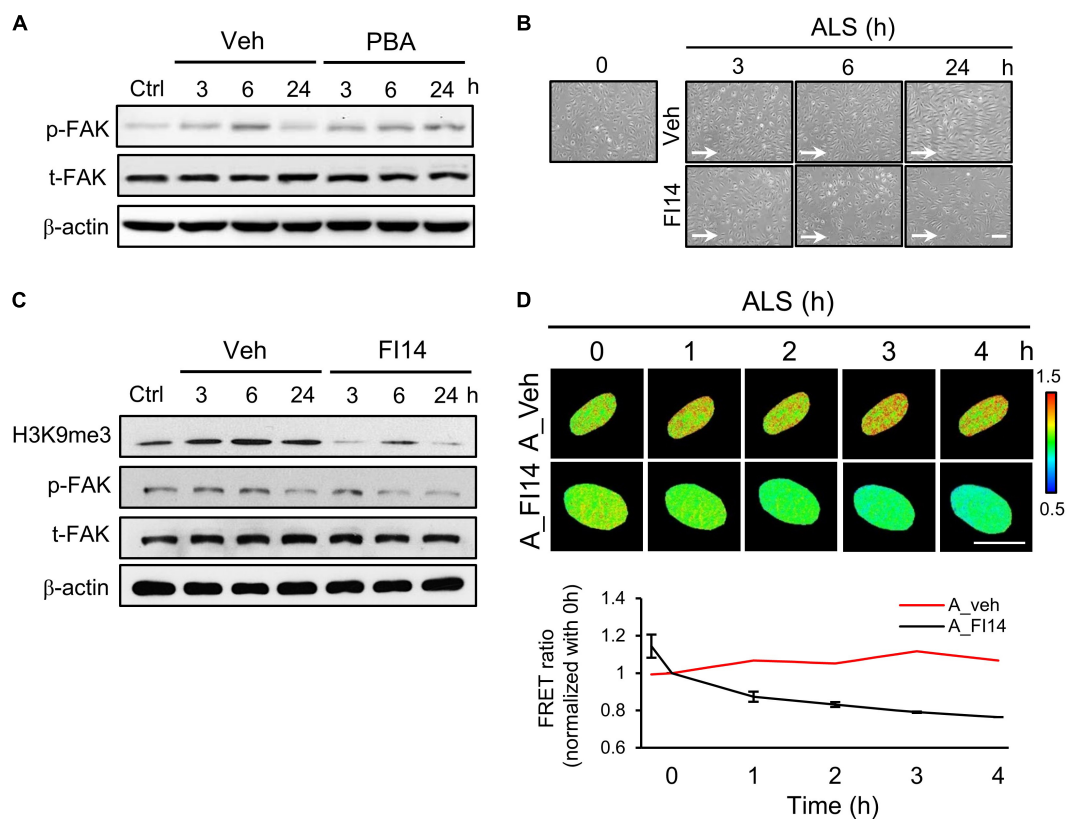 A
Veh PBA
Ctrl 3 6 24 3 6 24 h
p-FAK
t-FAK
β-actin
B
ALS (h)
0 3 6 24 h
Veh
FI14
C
Veh FI14
Ctrl 3 6 24 3 6 24 h
H3K9me3
p-FAK
t-FAK
β-actin
D
ALS (h)
0 1 2 3 4 h
A_Veh
A_FI14
1.5
0.5
FRET ratio
(normalized with 0h)
1.4
1.2
1
0.8
0.6
A_veh
A_FI14
0 1 2 3 4
Time (h)